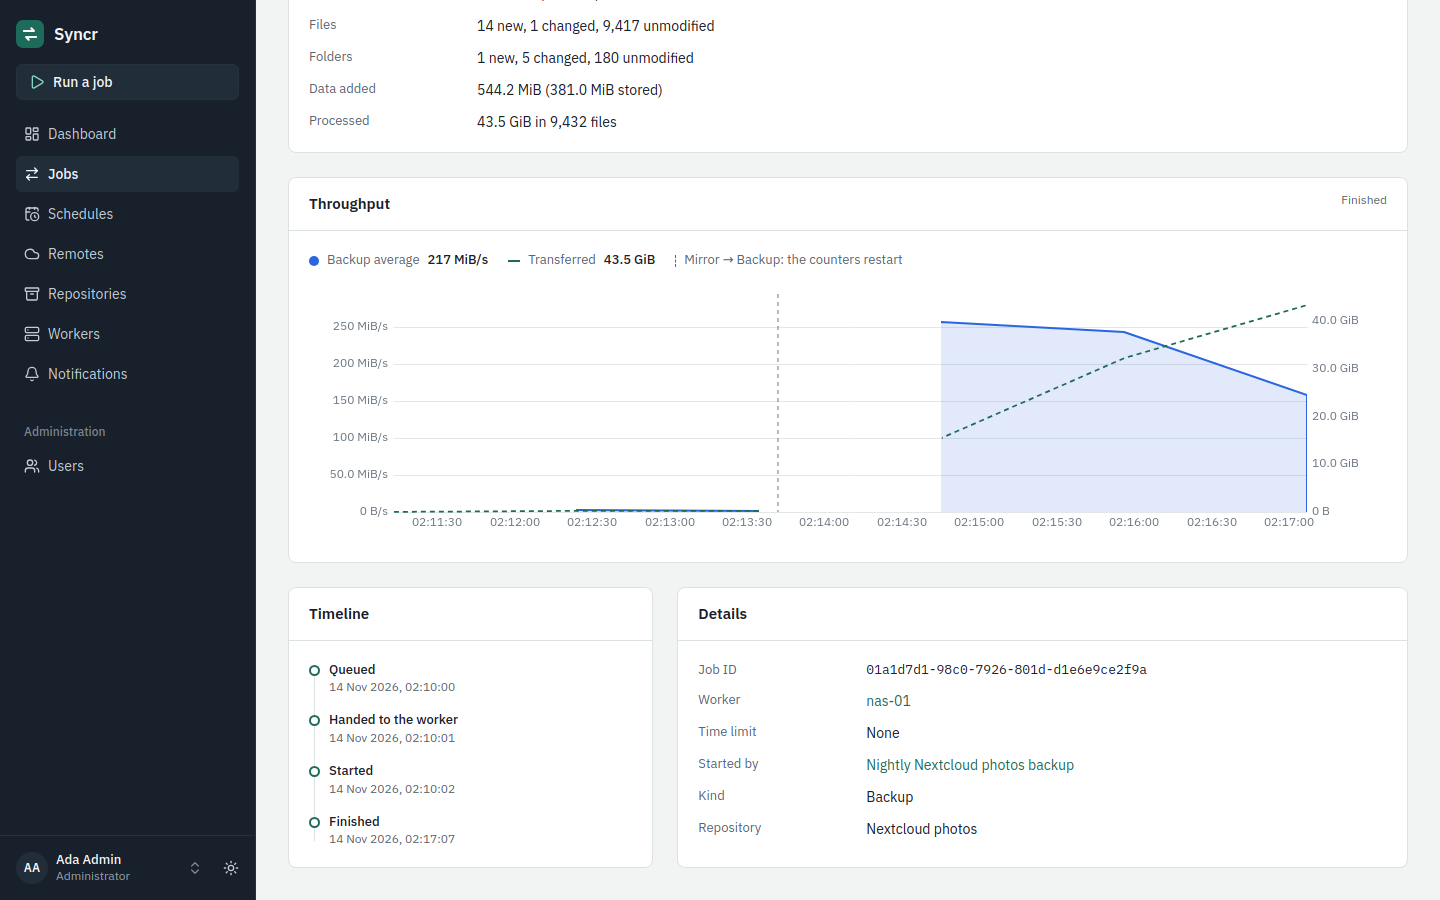 Syncr
Run a job
Dashboard
Jobs
Schedules
Remotes
Repositories
Workers
Notifications
Administration
Users
AA
Ada Admin
Administrator
Files 14 new, 1 changed, 9,417 unmodified
Folders 1 new, 5 changed, 180 unmodified
Data added 544.2 MiB (381.0 MiB stored)
Processed 43.5 GiB in 9,432 files
Throughput Finished
Backup average 217 MiB/s Transferred 43.5 GiB Mirror → Backup: the counters restart
250 MiB/s
200 MiB/s
150 MiB/s
100 MiB/s
50.0 MiB/s
0 B/s
40.0 GiB
30.0 GiB
20.0 GiB
10.0 GiB
0 B
02:11:30 02:12:00 02:12:30 02:13:00 02:13:30 02:14:00 02:14:30 02:15:00 02:15:30 02:16:00 02:16:30 02:17:00
Timeline
Queued
14 Nov 2026, 02:10:00
Handed to the worker
14 Nov 2026, 02:10:01
Started
14 Nov 2026, 02:10:02
Finished
14 Nov 2026, 02:17:07
Details
Job ID 01a1d7d1-98c0-7926-801d-d1e6e9ce2f9a
Worker nas-01
Time limit None
Started by Nightly Nextcloud photos backup
Kind Backup
Repository Nextcloud photos